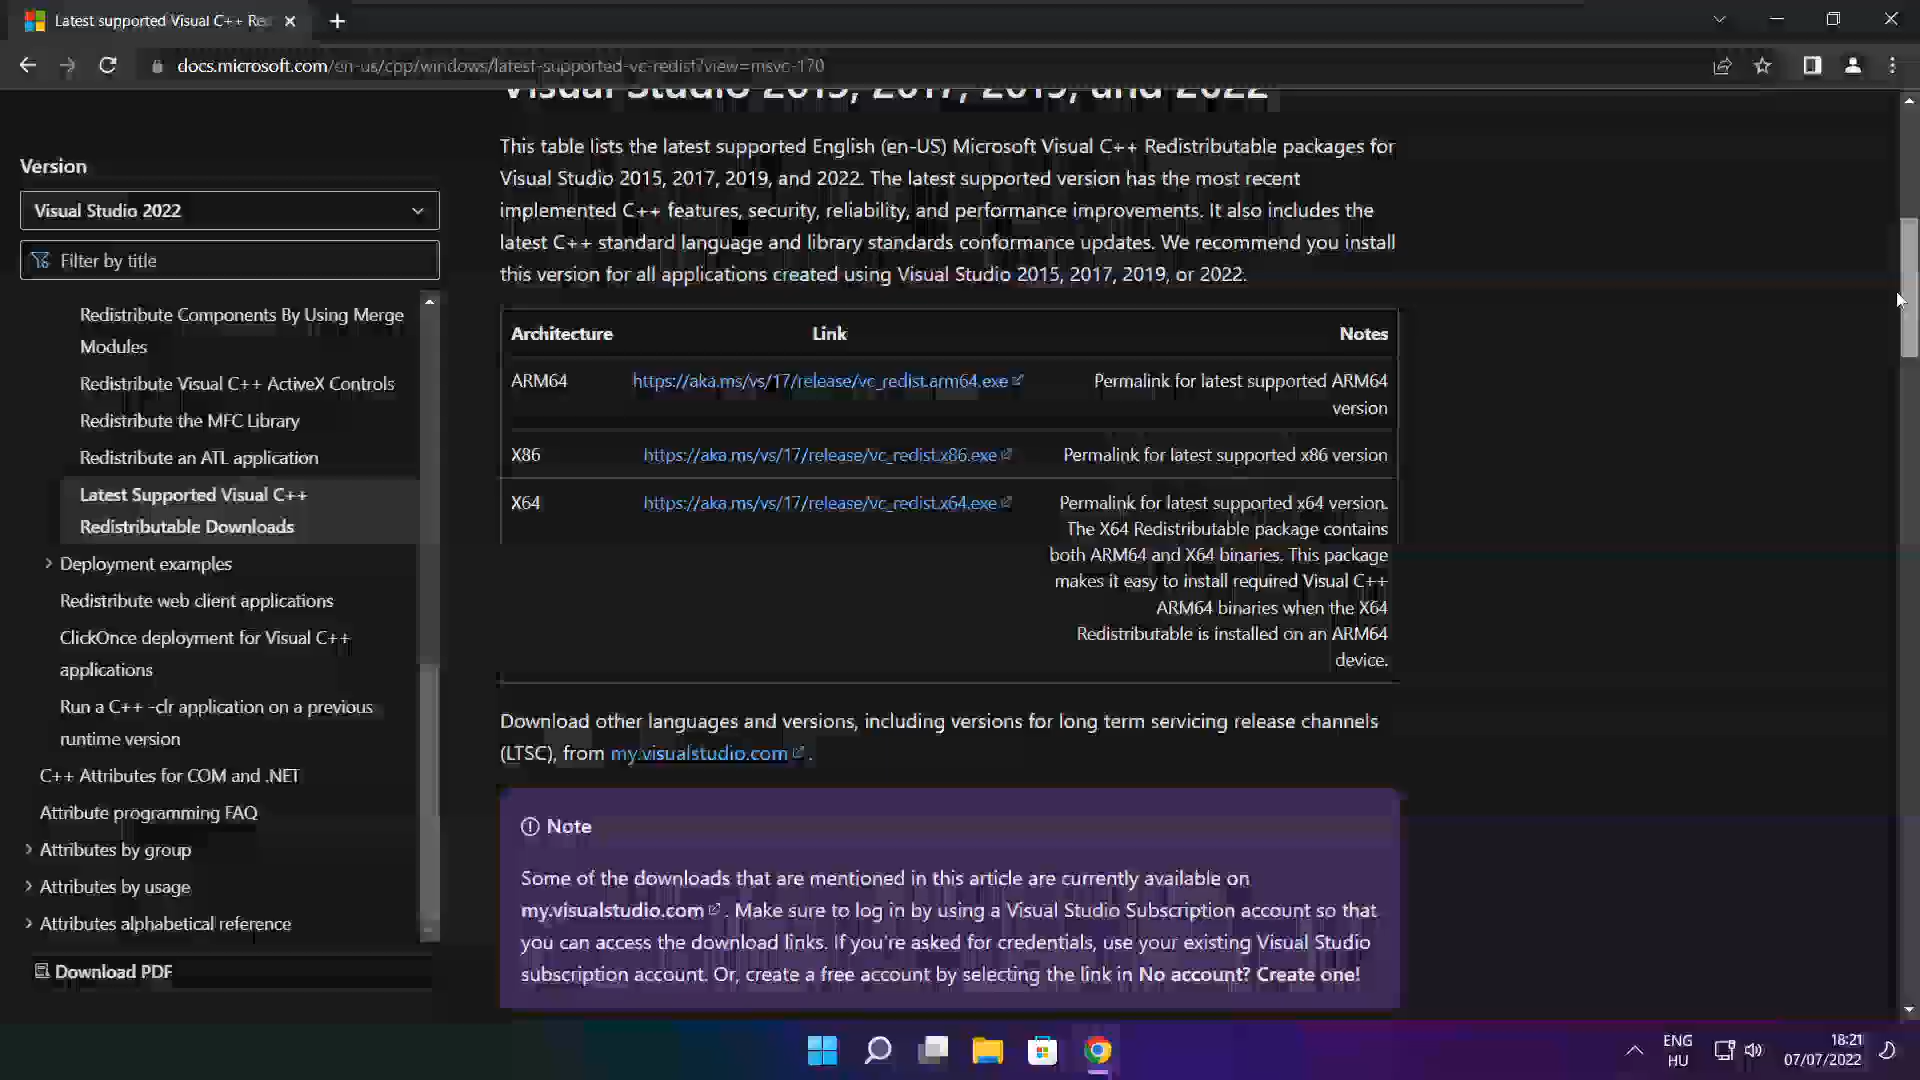 Latest supported Visual C++ Rec
docs.microsoft.com/en-us/cpp/windows/latest-supported-vc-redist?view=msvc-170
Version
Visual Studio 2022
Filter by title
Redistribute Components By Using Merge
Modules
Redistribute Visual C++ ActiveX Controls
Redistribute the MFC Library
Redistribute an ATL application
Latest Supported Visual C++
Redistributable Downloads
Deployment examples
Redistribute web client applications
ClickOnce deployment for Visual C++
applications
Run a C++ -clr application on a previous
runtime version
C++ Attributes for COM and .NET
Attribute programming FAQ
Attributes by group
Attributes by usage
Attributes alphabetical reference
Download PDF
Visual Studio 2015, 2017, 2019, and 2022
This table lists the latest supported English (en-US) Microsoft Visual C++ Redistributable packages for
Visual Studio 2015, 2017, 2019, and 2022. The latest supported version has the most recent
implemented C++ features, security, reliability, and performance improvements. It also includes the
latest C++ standard language and library standards conformance updates. We recommend you install
this version for all applications created using Visual Studio 2015, 2017, 2019, or 2022.
Architecture Link Notes
ARM64 https://aka.ms/vs/17/release/vc_redist.arm64.exe Permalink for latest supported ARM64
version
X86 https://aka.ms/vs/17/release/vc_redist.x86.exe Permalink for latest supported x86 version
X64 https://aka.ms/vs/17/release/vc_redist.x64.exe Permalink for latest supported x64 version.
The X64 Redistributable package contains
both ARM64 and X64 binaries. This package
makes it easy to install required Visual C++
ARM64 binaries when the X64
Redistributable is installed on an ARM64
device.
Download other languages and versions, including versions for long term servicing release channels
(LTSC), from my.visualstudio.com .
Note
Some of the downloads that are mentioned in this article are currently available on
my.visualstudio.com . Make sure to log in by using a Visual Studio Subscription account so that
you can access the download links. If you're asked for credentials, use your existing Visual Studio
subscription account. Or, create a free account by selecting the link in No account? Create one!
ENG
HU
18:21
07/07/2022